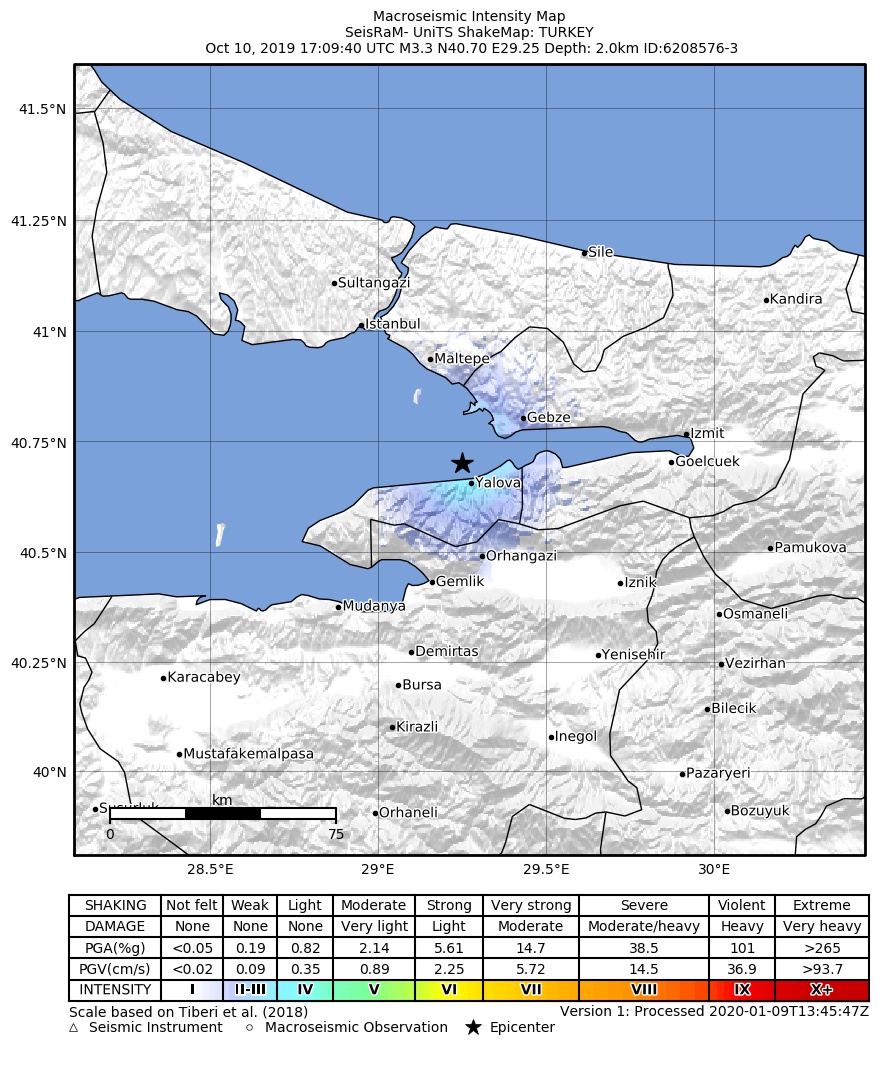 Macroseismic Intensity Map
SeisRaM- UniTS ShakeMap: TURKEY
Oct 10, 2019 17:09:40 UTC M3.3 N40.70 E29.25 Depth: 2.0km ID:6208576-3
41.5°N
41.25°N
Sile
Sultangazi
Kandira
41°N
Istanbul
Maltepe
Gebze
40.75°N
Izmit
Goelcuek
Yalova
40.5°N
Pamukova
Orhangazi
Gemlik
Iznik
Mudanya
Osmaneli
Demirtas
Yenisehir
40.25°N
Vezirhan
Karacabey
Bursa
Bilecik
Kirazli
Inegol
Mustafakemalpasa
40°N
Pazaryeri
km
Susurluk
Orhaneli
Bozuyuk
0 75
28.5°E 29°E 29.5°E 30°E
SHAKING Not felt Weak Light Moderate Strong Very strong Severe Violent Extreme
DAMAGE None None None Very light Light Moderate Moderate/heavy Heavy Very heavy
PGA(%g) <0.05 0.19 0.82 2.14 5.61 14.7 38.5 101 >265
PGV(cm/s) <0.02 0.09 0.35 0.89 2.25 5.72 14.5 36.9 >93.7
INTENSITY I II-III IV V VI VII VIII IX X+
Scale based on Tiberi et al. (2018) Version 1: Processed 2020-01-09T13:45:47Z
Seismic Instrument Macroseismic Observation Epicenter